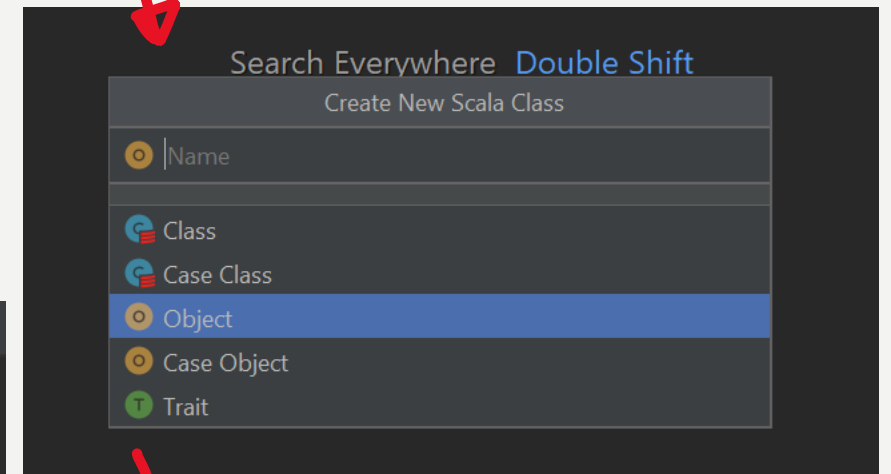 Search Everywhere Double Shift
Create New Scala Class
O Name
C Class
C Case Class
O Object
O Case Object
T Trait